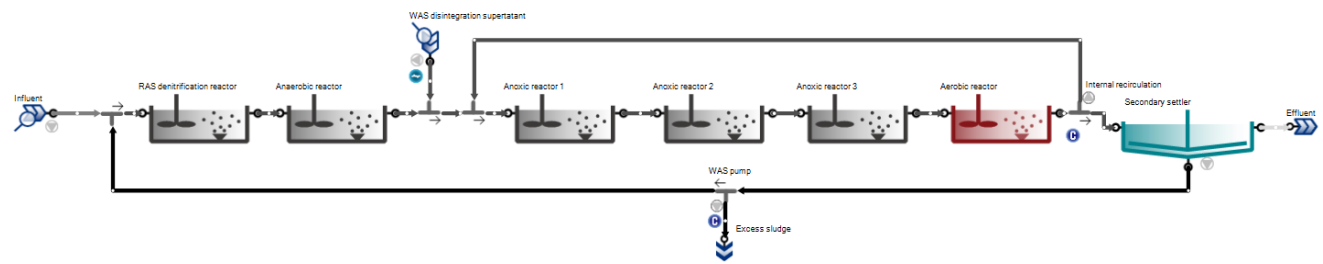 WAS disintegration supertatant
RAS denitrification reactor
Anaerobic reactor
Anoxic reactor 1
Anoxic reactor 2
Anoxic reactor 3
Aerobic reactor
Internal recirculation
Influent
Secondary settler
Effluent
C
WAS pump
C
Excess sludge